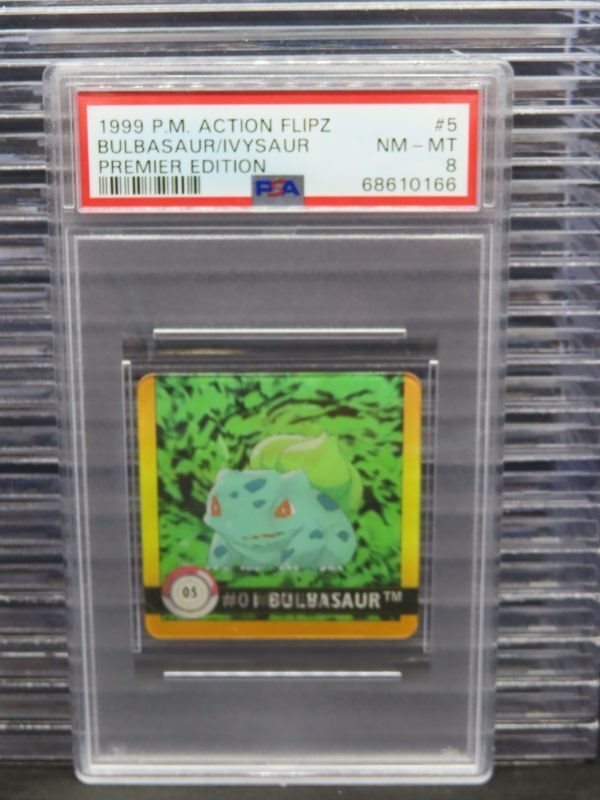 1999 P.M. ACTION FLIPZ #5
BULBASAUR/IVYSAUR NM - MT
PREMIER EDITION 8
PSA 68610166
05 #01 BULBASAUR™